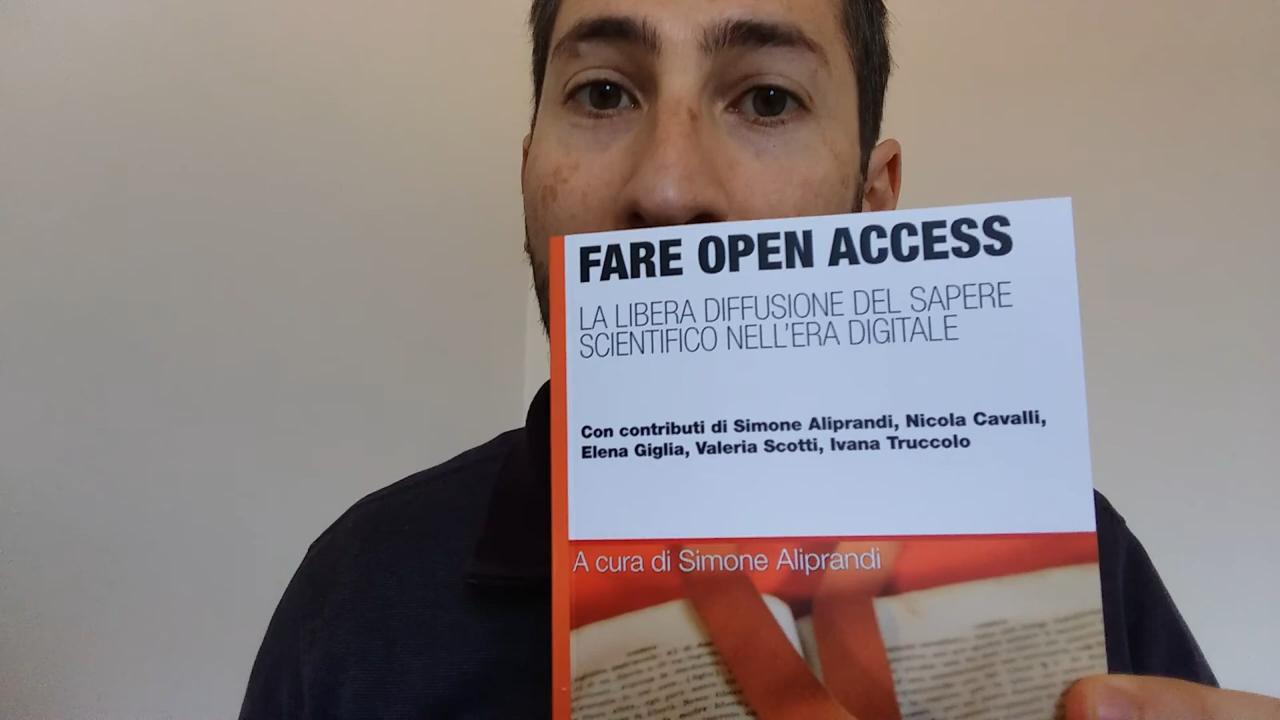 FARE OPEN ACCESS
LA LIBERA DIFFUSIONE DEL SAPERE
SCIENTIFICO NELL'ERA DIGITALE
Con contributi di Simone Aliprandi, Nicola Cavalli,
Elena Giglia, Valeria Scotti, Ivana Truccolo
A cura di Simone Aliprandi